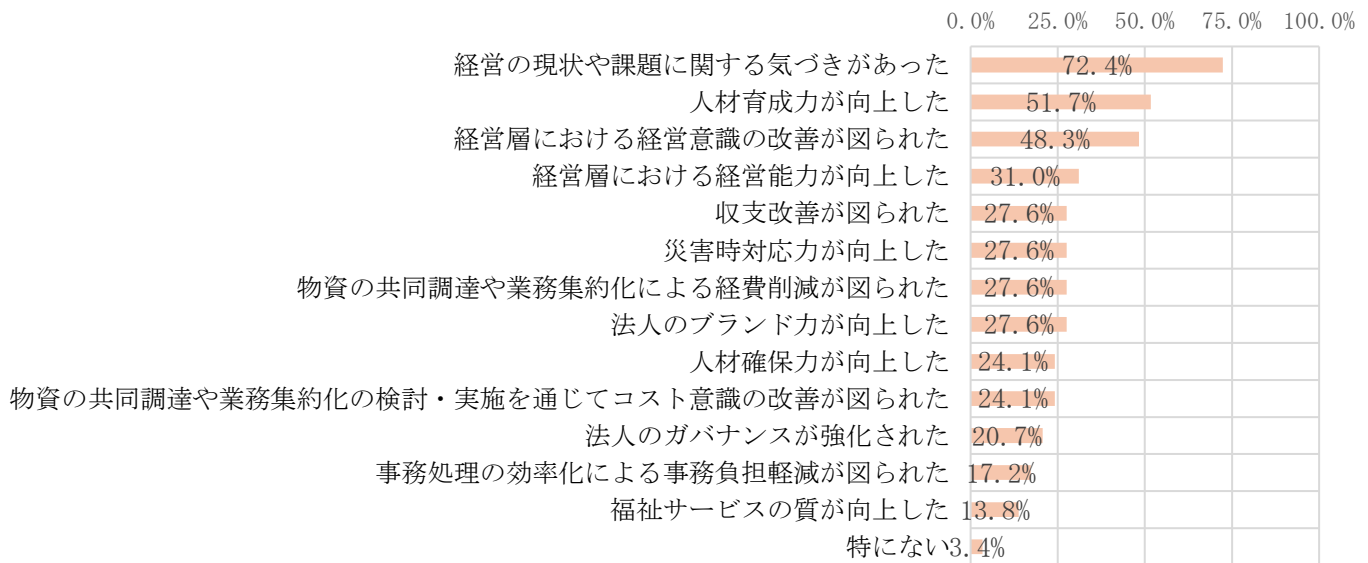 0.0% 25.0% 50.0% 75.0% 100.0%
経営の現状や課題に関する気づきがあった 72.4%
人材育成力が向上した 51.7%
経営層における経営意識の改善が図られた 48.3%
経営層における経営能力が向上した 31.0%
収支改善が図られた 27.6%
災害時対応力が向上した 27.6%
物資の共同調達や業務集約化による経費削減が図られた 27.6%
法人のブランド力が向上した 27.6%
人材確保力が向上した 24.1%
物資の共同調達や業務集約化の検討・実施を通じてコスト意識の改善が図られた 24.1%
法人のガバナンスが強化された 20.7%
事務処理の効率化による事務負担軽減が図られた 17.2%
福祉サービスの質が向上した 13.8%
特にない 3.4%